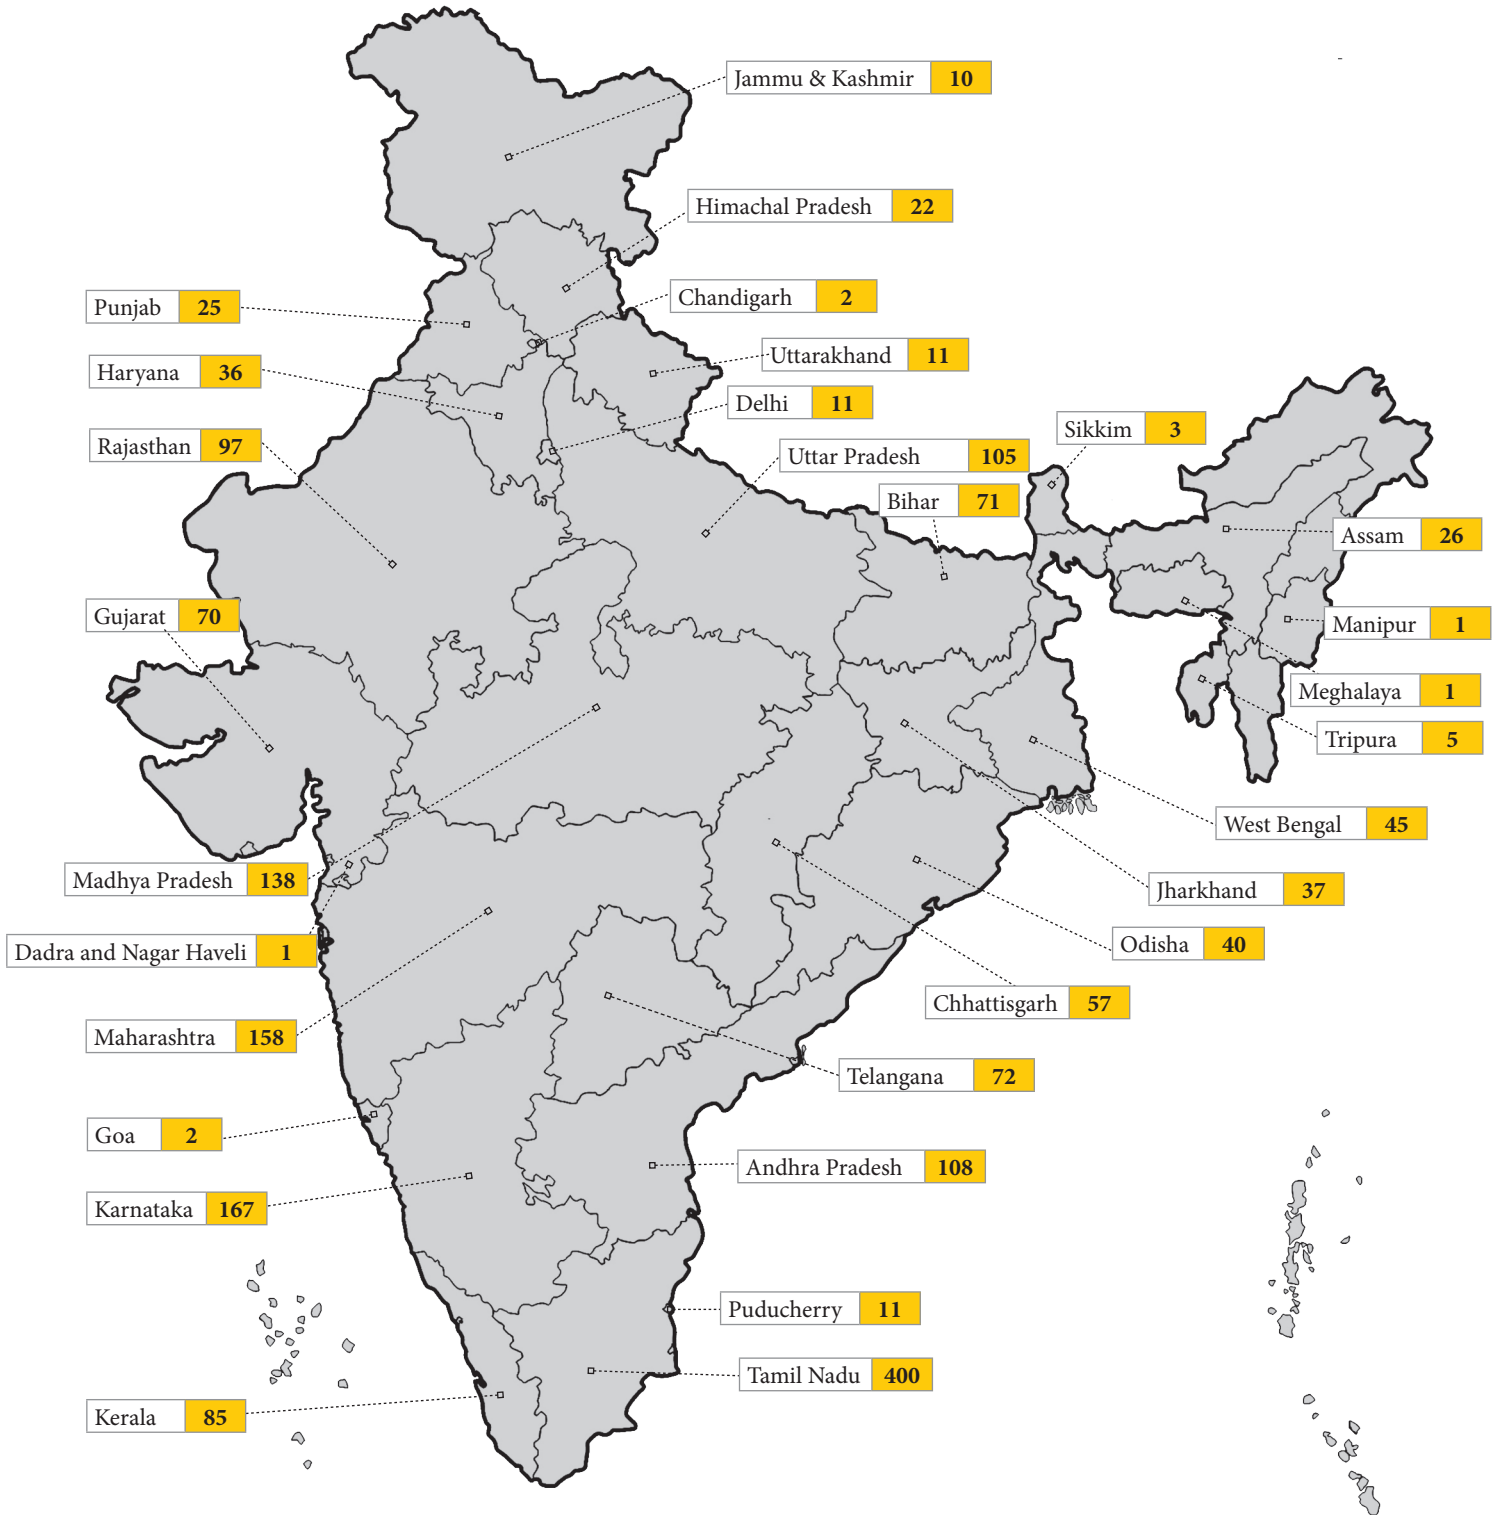 Jammu & Kashmir 10
Himachal Pradesh 22
Chandigarh 2
Punjab 25
Uttarakhand 11
Haryana 36
Delhi 11
Sikkim 3
Rajasthan 97
Uttar Pradesh 105
Bihar 71
Assam 26
Gujarat 70
Manipur 1
Meghalaya 1
Tripura 5
West Bengal 45
Madhya Pradesh 138
Jharkhand 37
Odisha 40
Dadra and Nagar Haveli 1
Chhattisgarh 57
Maharashtra 158
Telangana 72
Goa 2
Andhra Pradesh 108
Karnataka 167
Puducherry 11
Tamil Nadu 400
Kerala 85